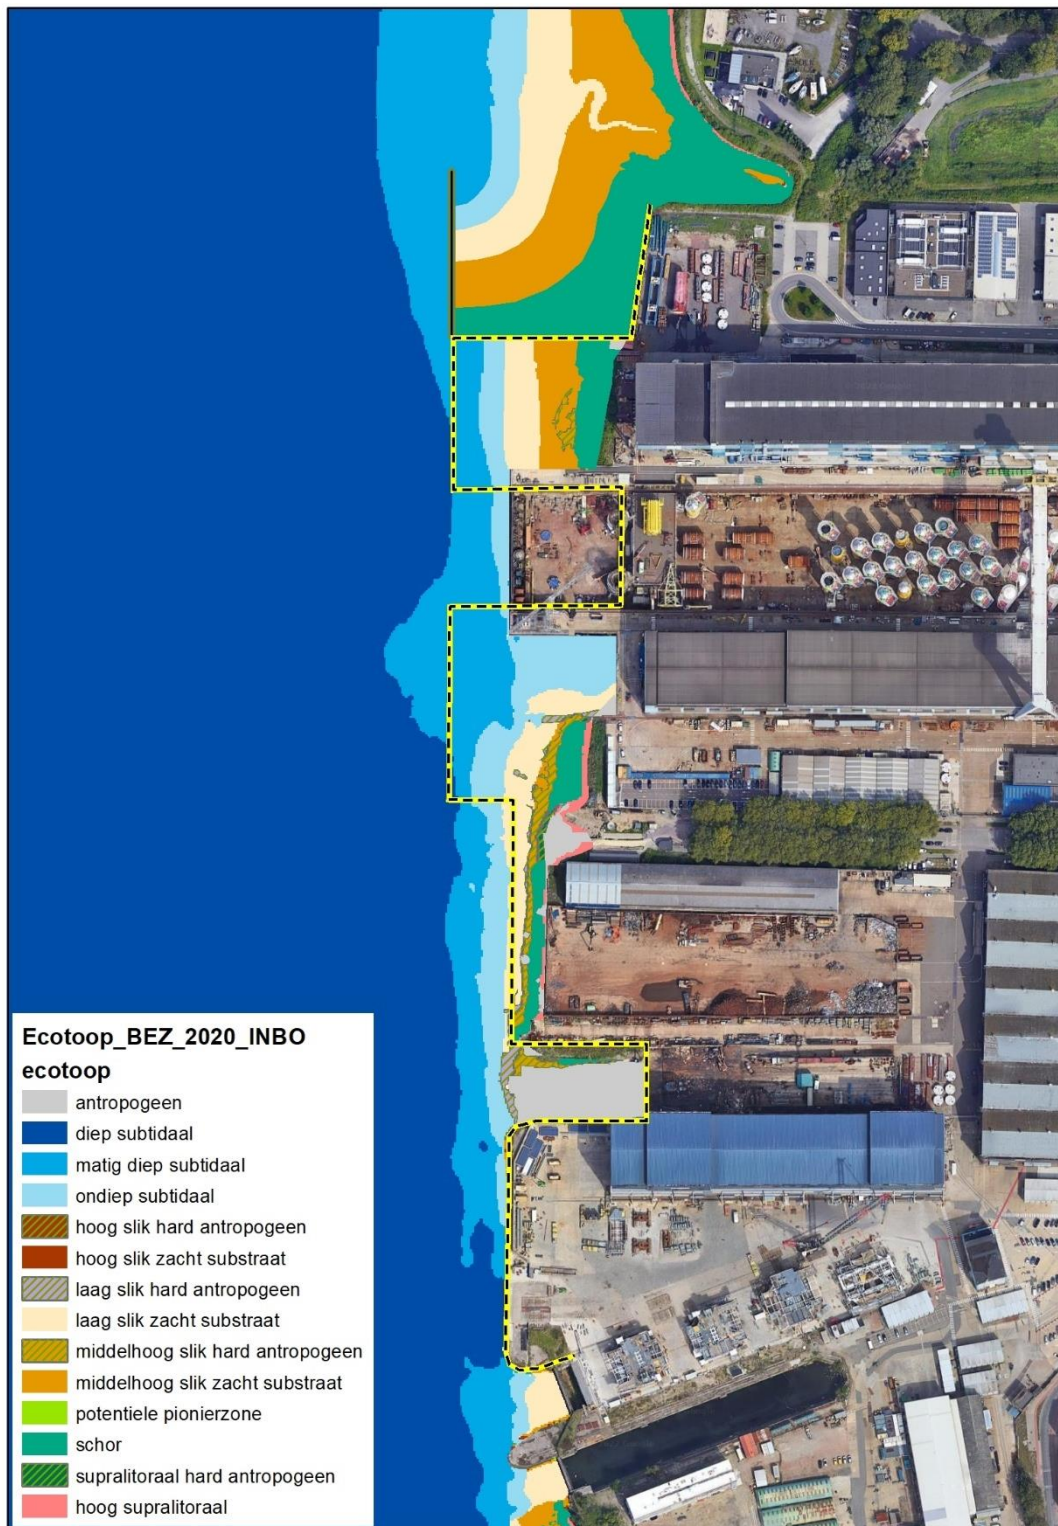 Ecotoop_BEZ_2020_INBO
ecotoop
antropogeen
diep subtidaal
matig diep subtidaal
ondiep subtidaal
hoog slik hard antropogeen
hoog slik zacht substraat
laag slik hard antropogeen
laag slik zacht substraat
middelhoog slik hard antropogeen
middelhoog slik zacht substraat
potentiele pionierzone
schor
supralitoraal hard antropogeen
hoog supralitoraal